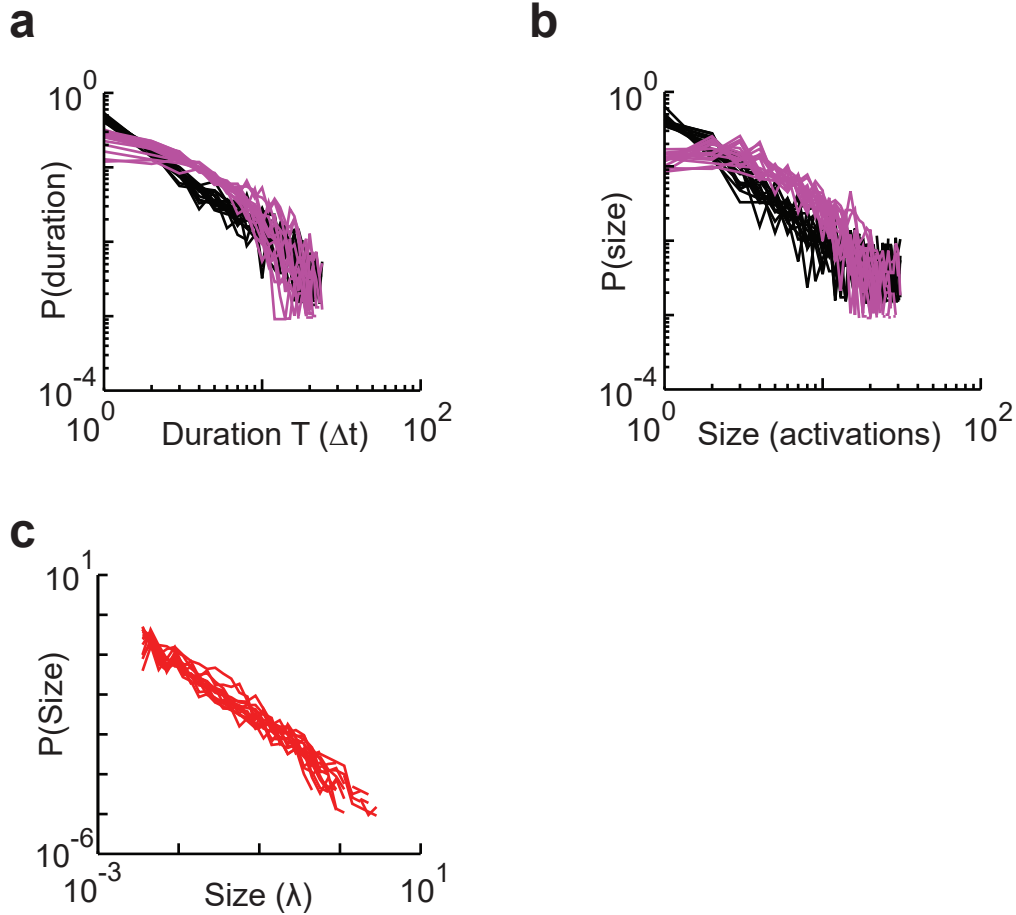 a
b
10^0
P(duration)
10^-4
10^0
Duration T (Δt)
10^2
10^0
P(size)
10^-4
10^0
Size (activations)
10^2
c
10^1
P(Size)
10^-6
10^-3
Size (λ)
10^1